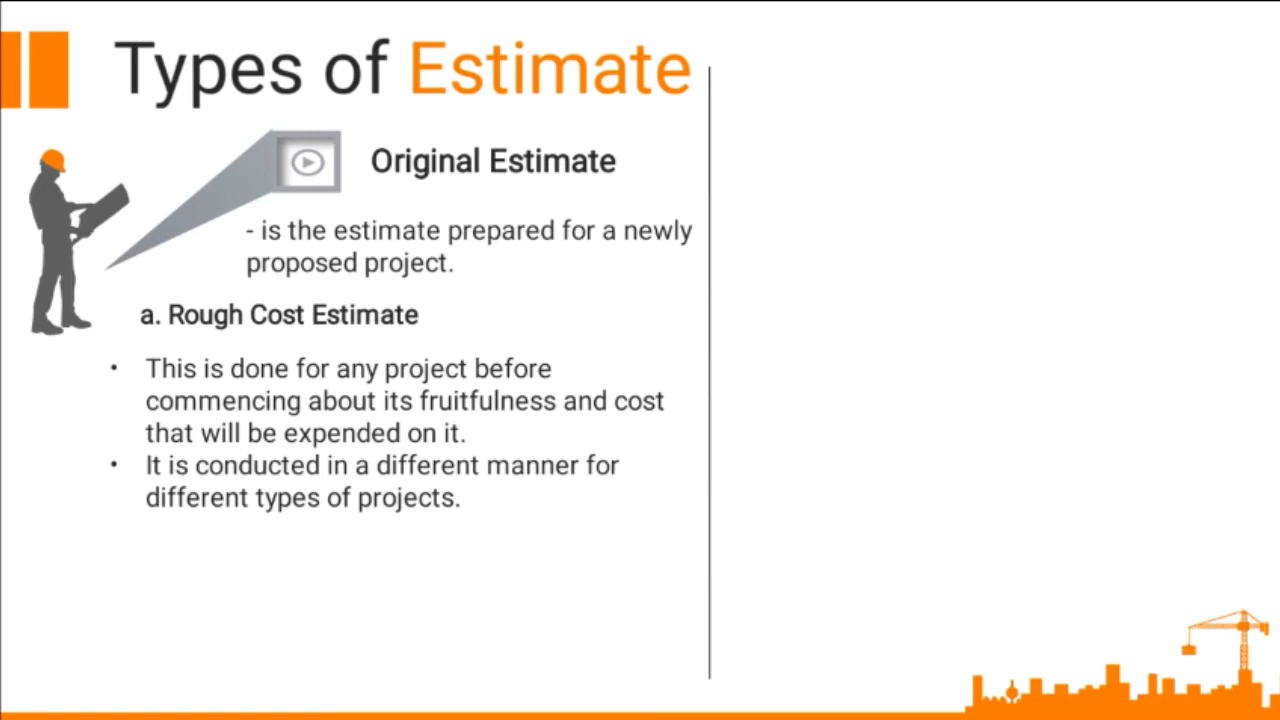 Types of Estimate
Original Estimate
- is the estimate prepared for a newly
proposed project.
a. Rough Cost Estimate
• This is done for any project before
commencing about its fruitfulness and cost
that will be expended on it.
• It is conducted in a different manner for
different types of projects.